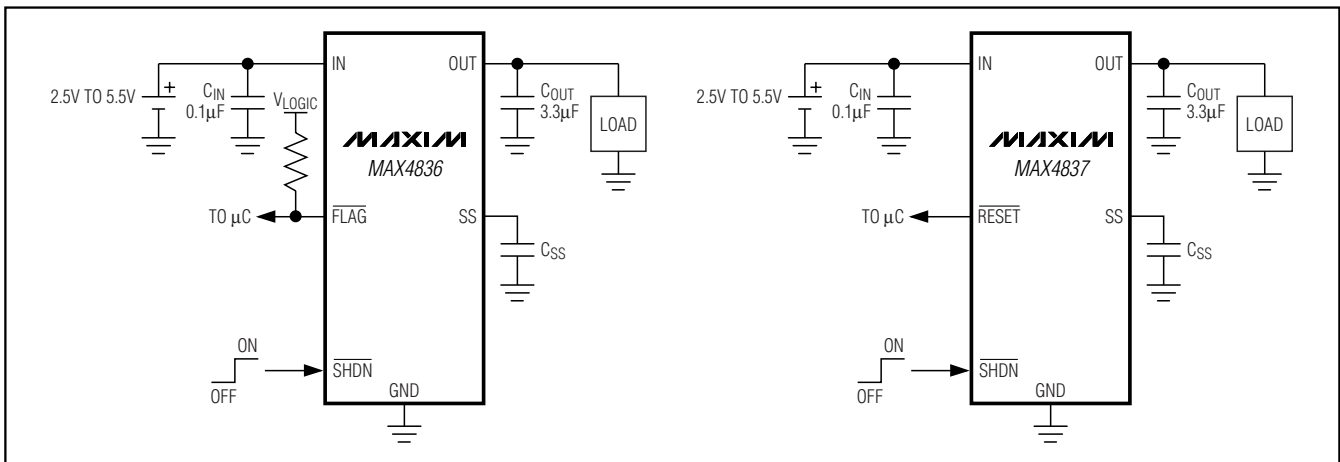 IN
OUT
2.5V TO 5.5V
+
CIN
0.1μF
VLOGIC
COUT
3.3μF
LOAD
MAXIM
MAX4836
TO μC
FLAG
SS
CSS
ON
OFF
SHDN
GND
IN
OUT
2.5V TO 5.5V
+
CIN
0.1μF
COUT
3.3μF
LOAD
MAXIM
MAX4837
TO μC
RESET
SS
CSS
ON
OFF
SHDN
GND